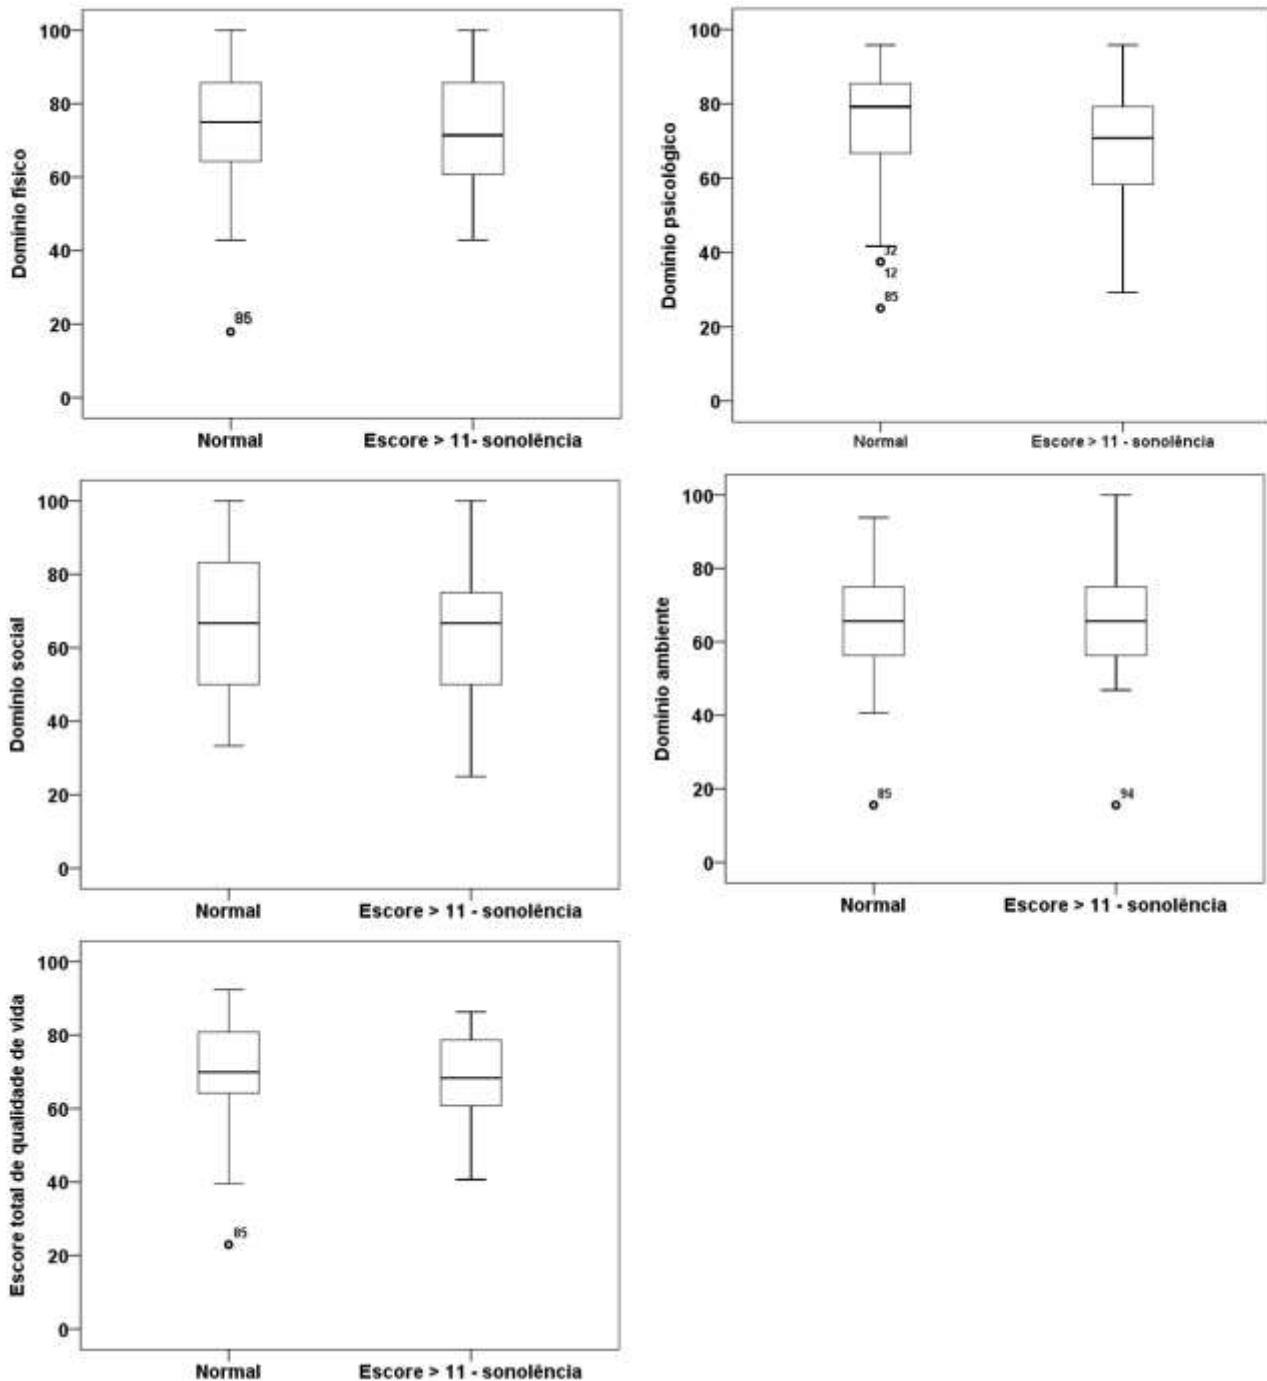 Domínio físico
100
80
60
40
20
0
85
Normal
Escore > 11- sonolência
Domínio psicológico
100
80
60
40
20
0
32
12
85
Normal
Escore > 11 - sonolência
Domínio social
100
80
60
40
20
0
Normal
Escore > 11 - sonolência
Domínio ambiente
100
80
60
40
20
0
85
94
Normal
Escore > 11 - sonolência
Escore total de qualidade de vida
100
80
60
40
20
0
85
Normal
Escore > 11 - sonolência